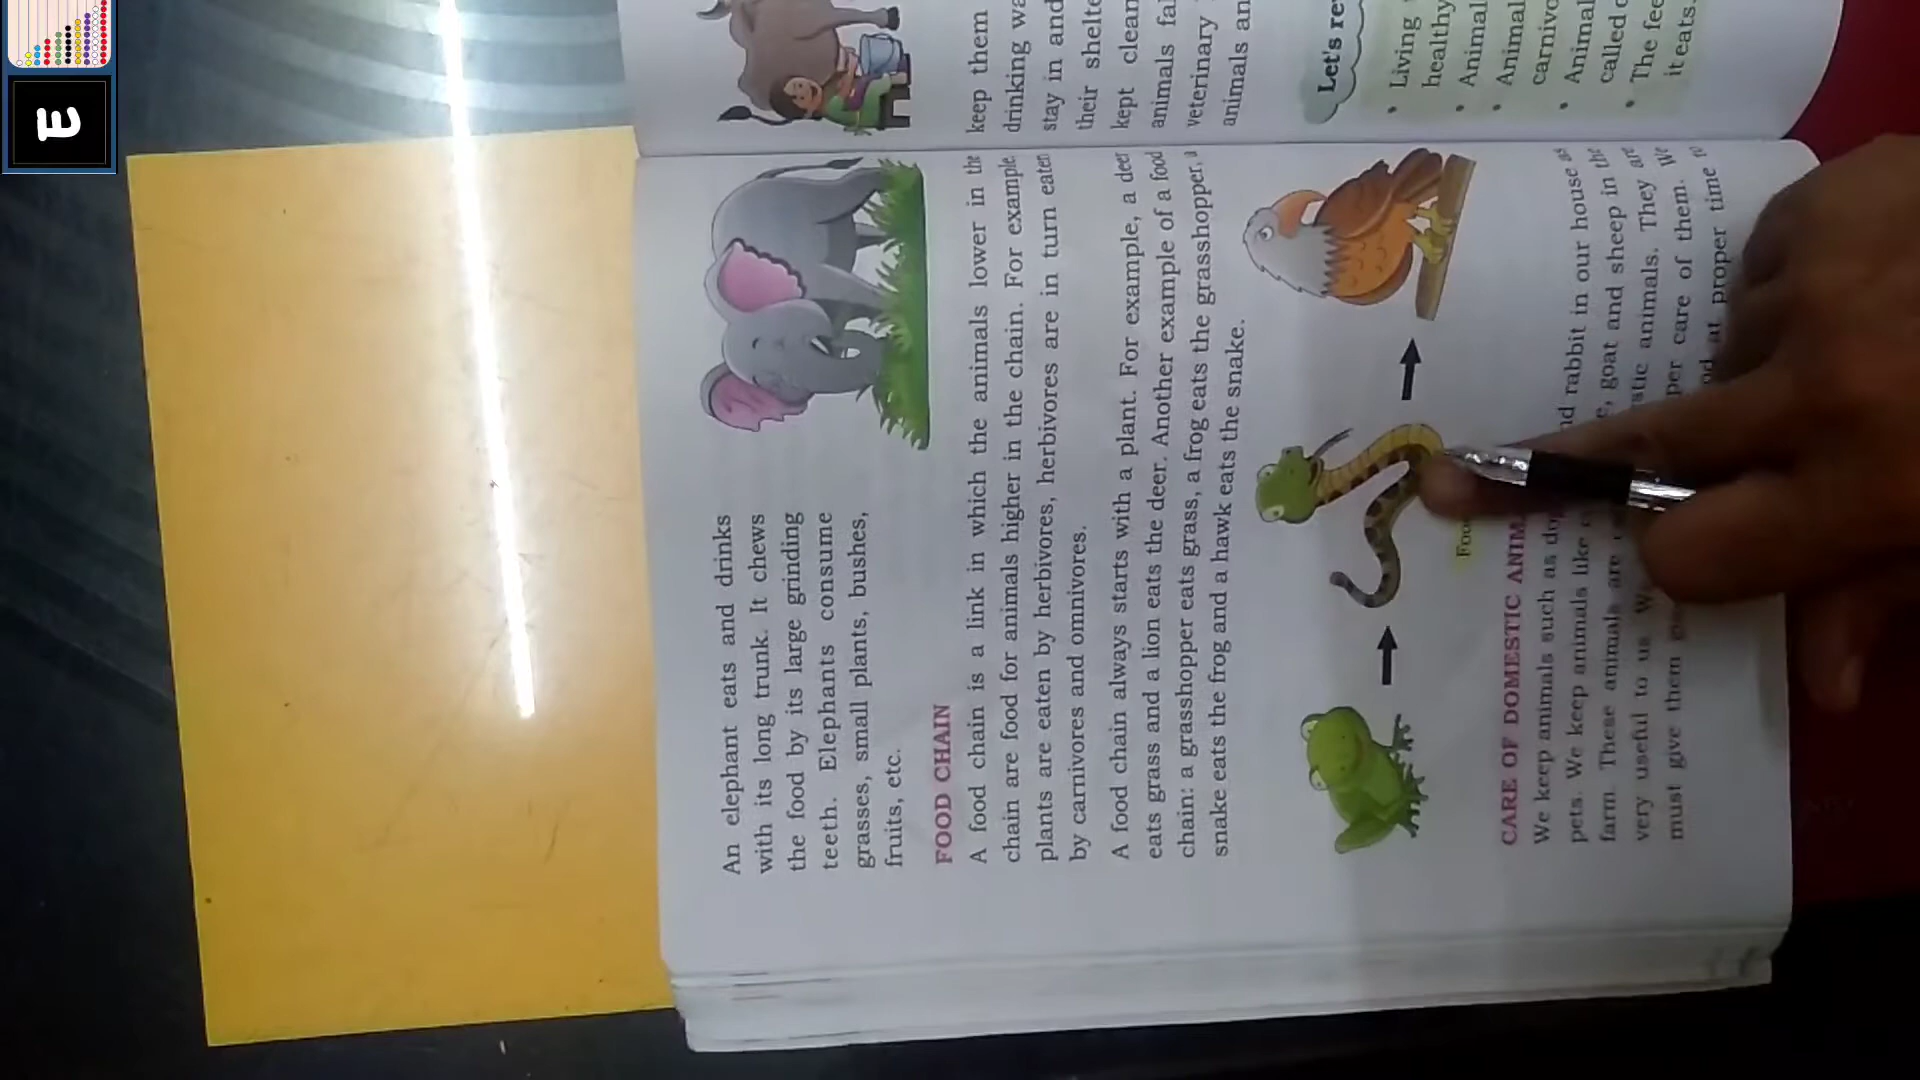 a
An elephant eats and drinks
with its long trunk. It chews
the food by its large grinding
teeth. Elephants consume
grasses, small plants, bushes,
fruits, etc.
FOOD CHAIN
A food chain is a link in which the animals lower in the
chain are food for animals higher in the chain. For example
plants are eaten by herbivores, herbivores are in turn eaten
by carnivores and omnivores.
A food chain always starts with a plant. For example, a deer
eats grass and a lion eats the deer. Another example of a food
chain: a grasshopper eats grass, a frog eats the grasshopper, a
snake eats the frog and a hawk eats the snake.
CARE OF DOMESTIC
We keep animals such as rabbit in our house as
pets. We keep animals like goat and sheep in the
farm. These animals are animals. They are
very useful to us. care of them. We
must give them at proper time to
keep them
drinking
stay in and
their
kept clean
animals
veterinary
animals
Let's
Living
healthy
Animal
Animal
Animal
called
The
it eats.